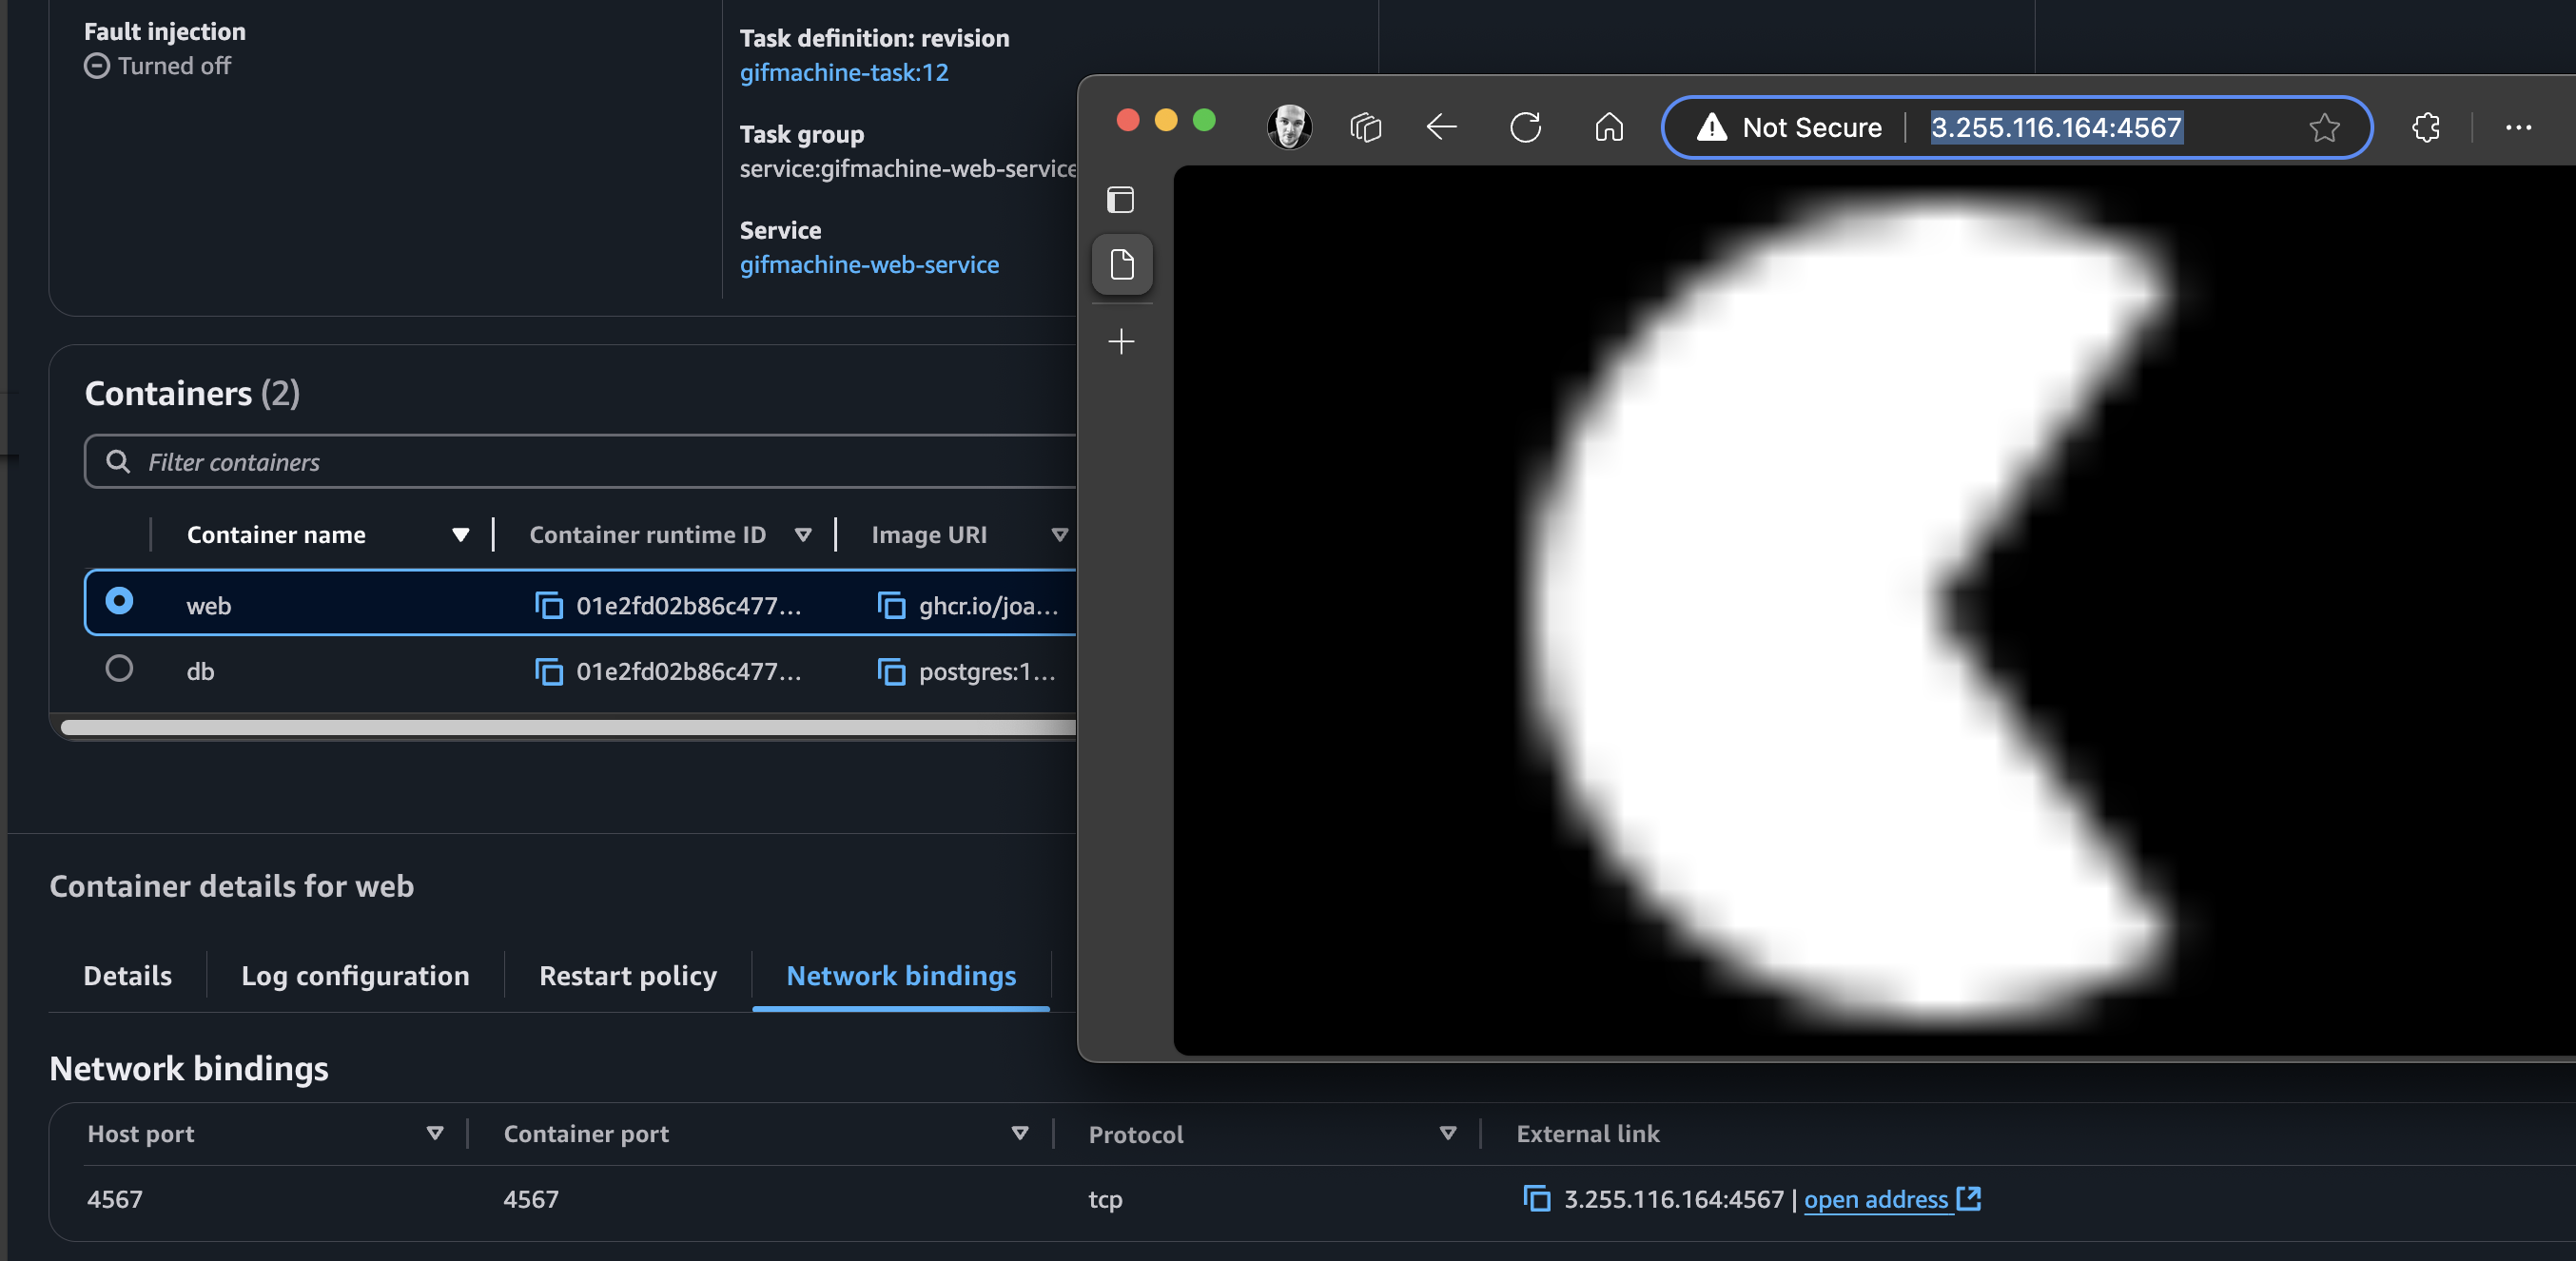 Fault injection
Turned off
Task definition: revision
gifmachine-task:12
Task group
service:gifmachine-web-service
Service
gifmachine-web-service
Not Secure
3.255.116.164:4567
Containers (2)
Filter containers
Container name Container runtime ID Image URI
web 01e2fd02b86c477... ghcr.io/joa...
db 01e2fd02b86c477... postgres:1...
Container details for web
Details Log configuration Restart policy Network bindings
Network bindings
Host port Container port Protocol External link
4567 4567 tcp 3.255.116.164:4567 | open address